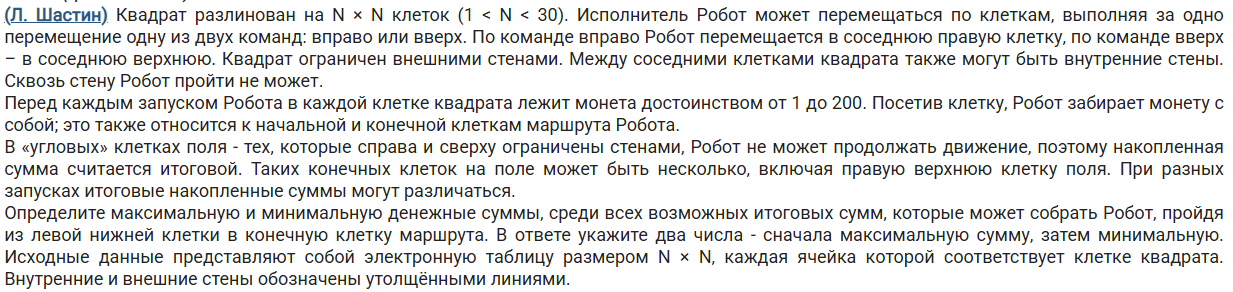 (Л. Шастин) Квадрат разлинован на N × N клеток (1 < N < 30). Исполнитель Робот может перемещаться по клеткам, выполняя за одно
перемещение одну из двух команд: вправо или вверх. По команде вправо Робот перемещается в соседнюю правую клетку, по команде вверх
– в соседнюю верхнюю. Квадрат ограничен внешними стенами. Между соседними клетками квадрата также могут быть внутренние стены.
Сквозь стену Робот пройти не может.
Перед каждым запуском Робота в каждой клетке квадрата лежит монета достоинством от 1 до 200. Посетив клетку, Робот забирает монету с
собой; это также относится к начальной и конечной клеткам маршрута Робота.
В «угловых» клетках поля - тех, которые справа и сверху ограничены стенами, Робот не может продолжать движение, поэтому накопленная
сумма считается итоговой. Таких конечных клеток на поле может быть несколько, включая правую верхнюю клетку поля. При разных
запусках итоговые накопленные суммы могут различаться.
Определите максимальную и минимальную денежные суммы, среди всех возможных итоговых сумм, которые может собрать Робот, пройдя
из левой нижней клетки в конечную клетку маршрута. В ответе укажите два числа - сначала максимальную сумму, затем минимальную.
Исходные данные представляют собой электронную таблицу размером N × N, каждая ячейка которой соответствует клетке квадрата.
Внутренние и внешние стены обозначены утолщёнными линиями.